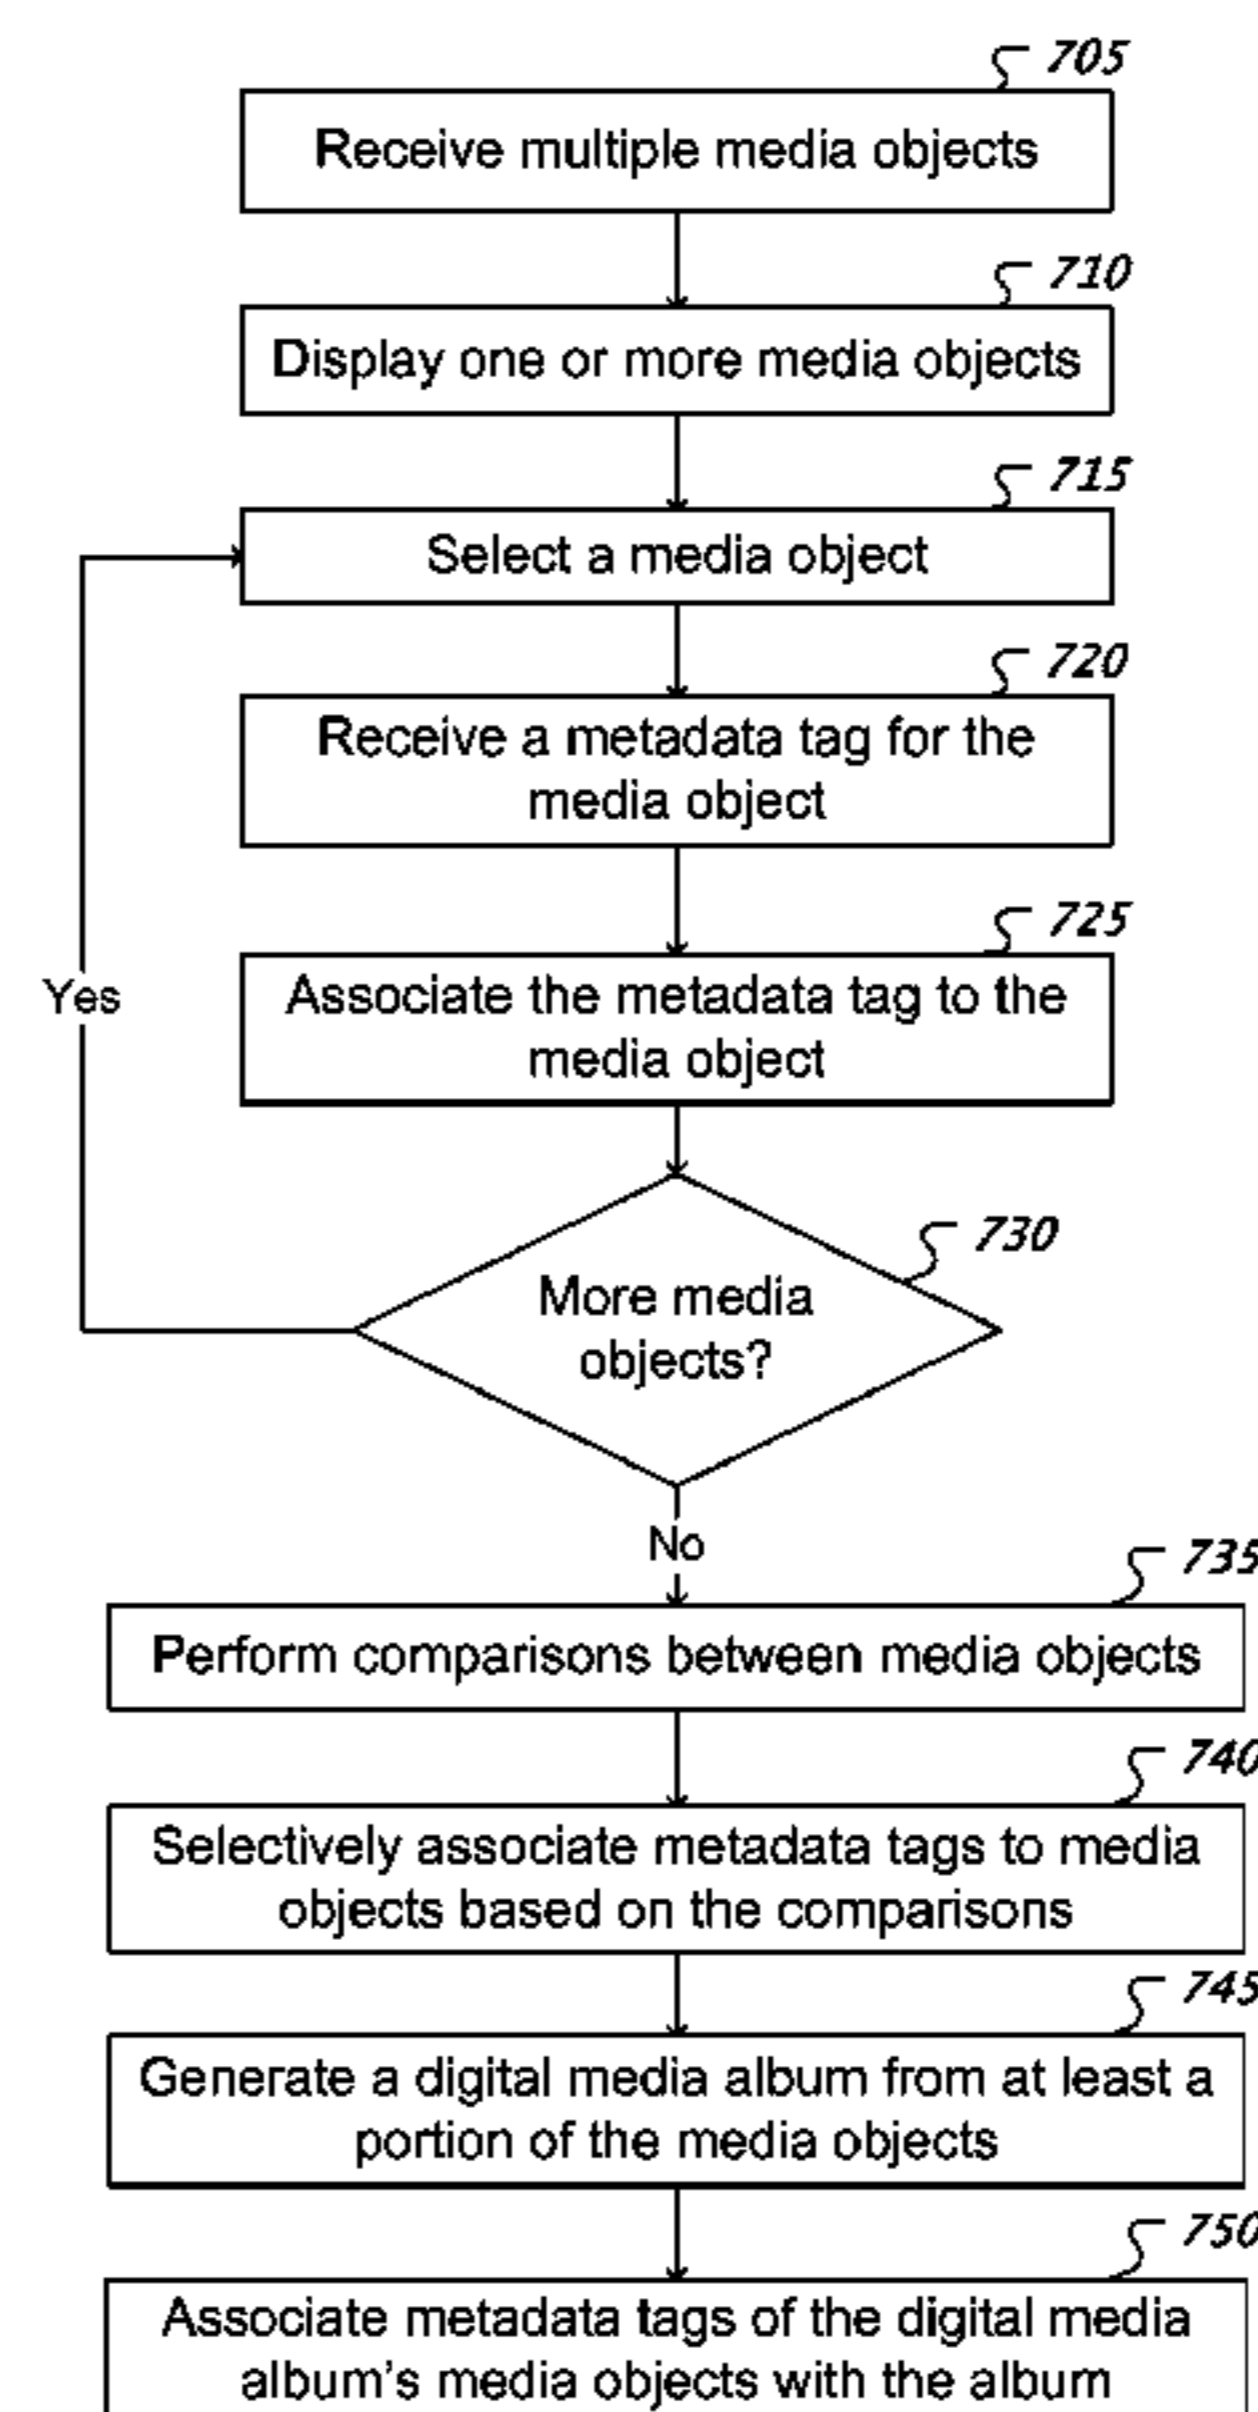 705
Receive multiple media objects
710
Display one or more media objects
715
Select a media object
720
Receive a metadata tag for the
media object
725
Associate the metadata tag to the
media object
Yes
730
More media
objects?
No
735
Perform comparisons between media objects
740
Selectively associate metadata tags to media
objects based on the comparisons
745
Generate a digital media album from at least a
portion of the media objects
750
Associate metadata tags of the digital media
album's media objects with the album